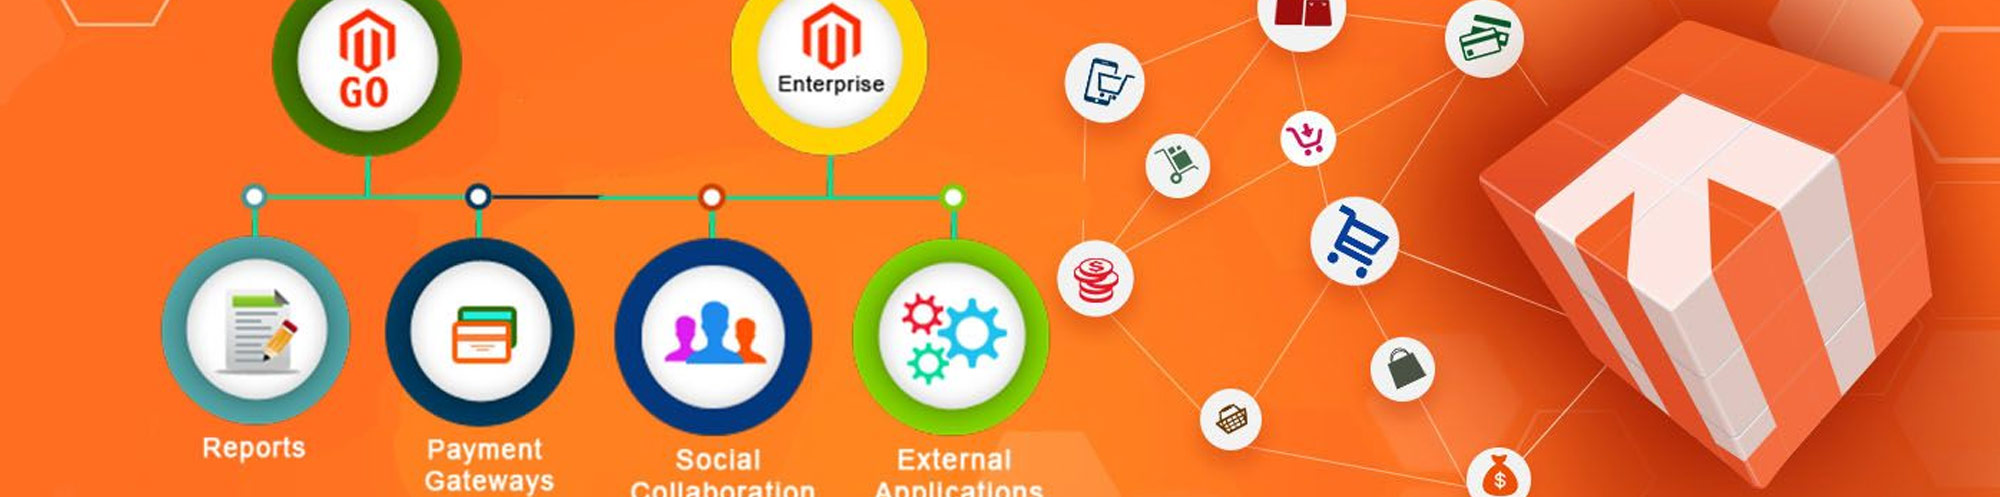 GO
Enterprise
Reports
Payment
Gateways
Social
Collaboration
External
Applications